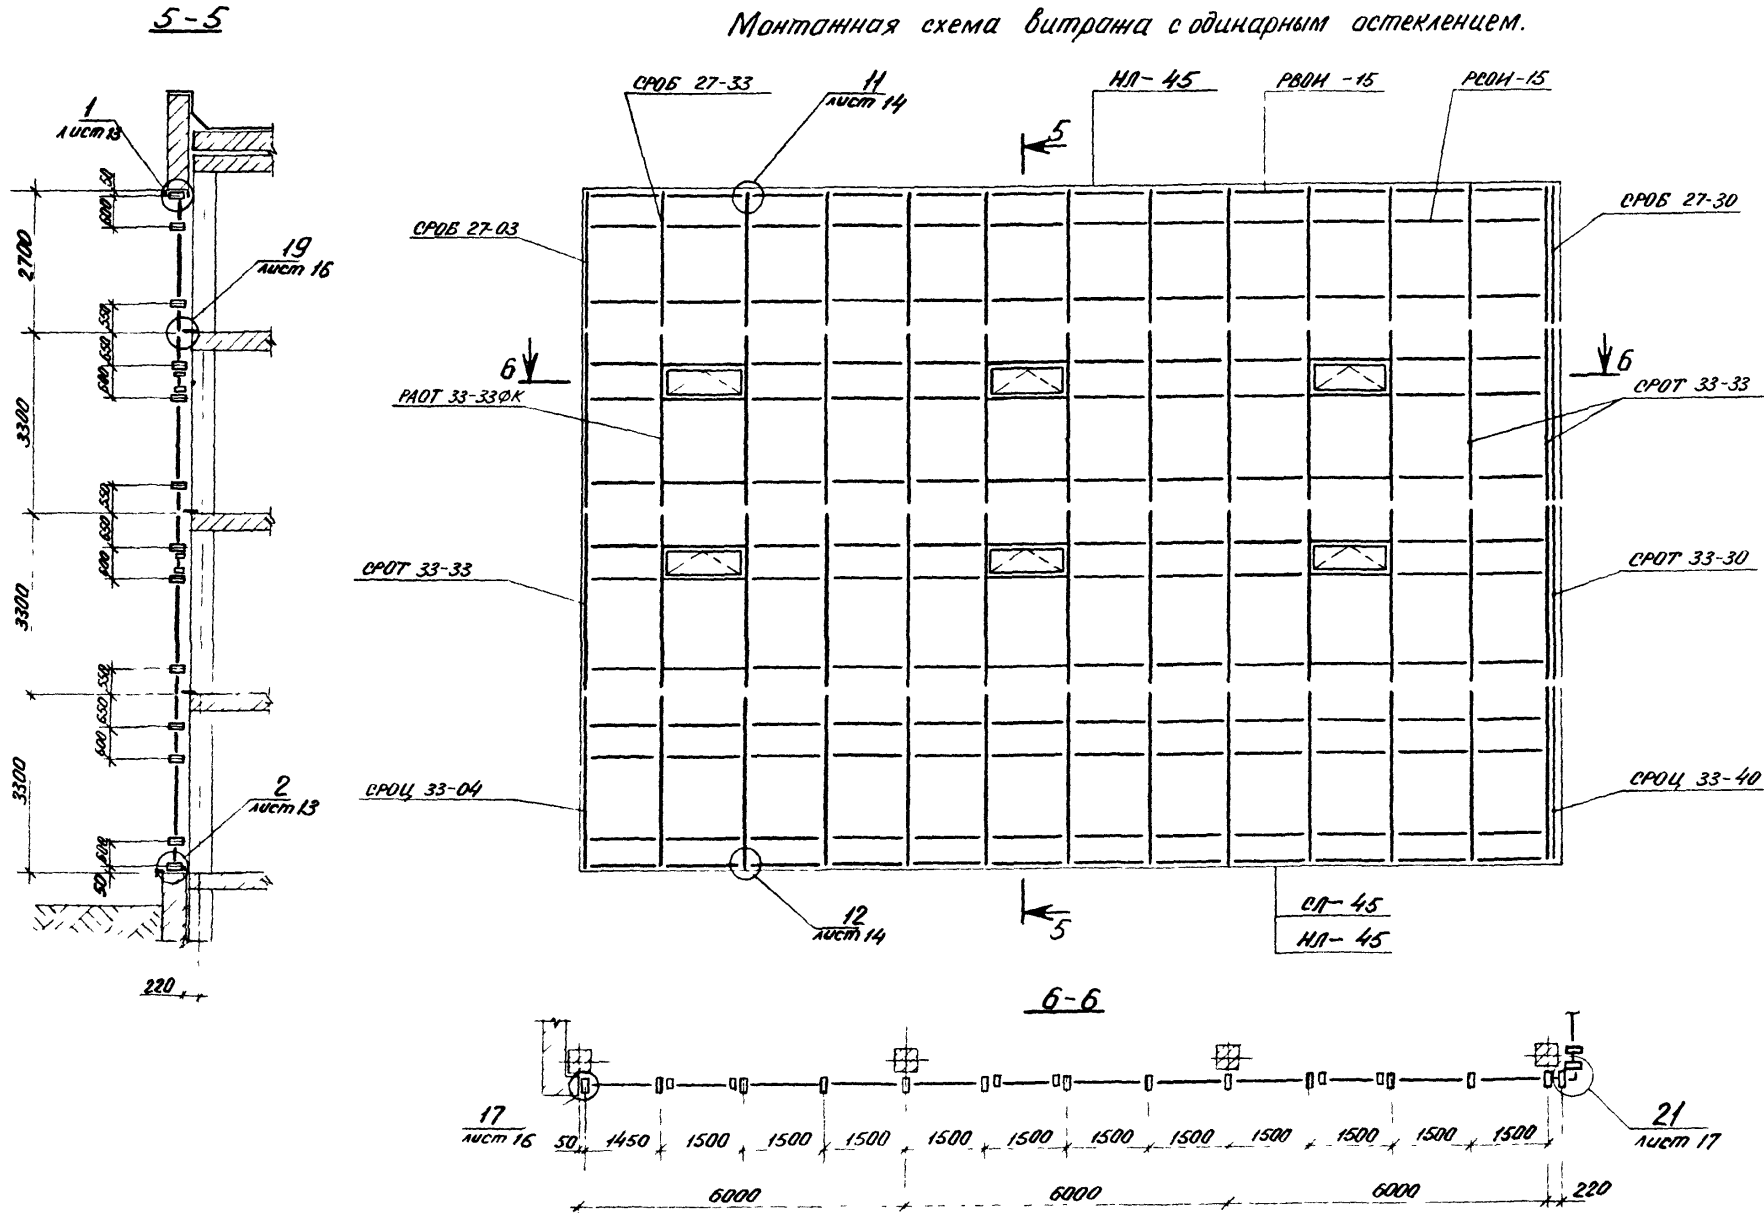 5-5
Монтажная схема витража с одинарным остеклением.
1
лист 13
50
600
2700
19
лист 16
550
650
600
3300
550
650
600
3300
550
650
600
3300
2
лист 13
600
50
220
СРОБ 27-33
11
лист 14
НЛ-45
РВОН -15
РСОН-15
5
СРОБ 27-03
СРОБ 27-30
6
6
РАОТ 33-33ФК
СРОТ 33-33
СРОТ 33-33
СРОТ 33-30
СРОЦ 33-04
СРОЦ 33-40
12
лист 14
5
СЛ-45
НЛ-45
6-6
17
лист 16
50
1450
1500
1500
1500
1500
1500
1500
1500
1500
1500
1500
1500
21
лист 17
6000
6000
6000
220